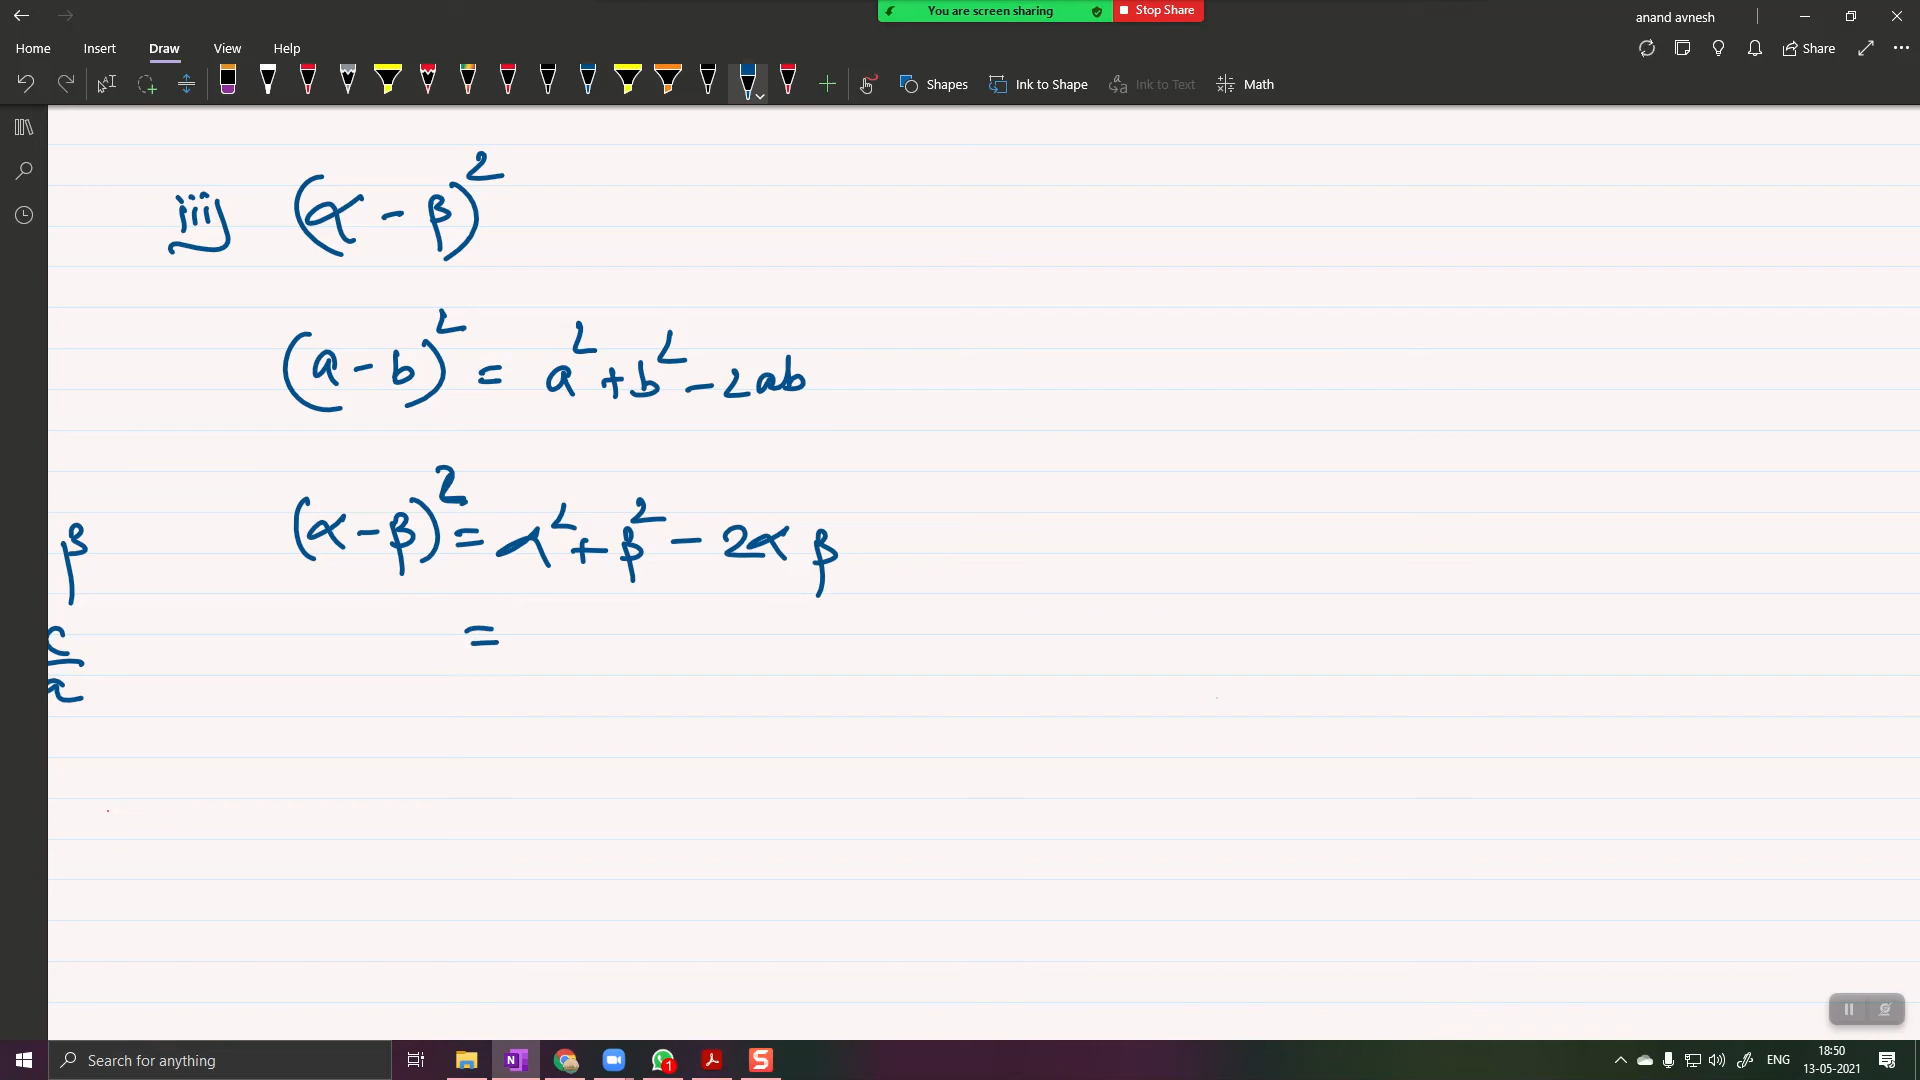 You are screen sharing Stop Share
anand avnesh
Home Insert Draw View Help
Share
Shapes Ink to Shape Ink to Text Math
iii) (α - β)²
(a - b)² = a² + b² - 2ab
(α - β)² = α² + β² - 2α β
β
=
c
a
Search for anything
1
ENG
18:50
13-05-2021